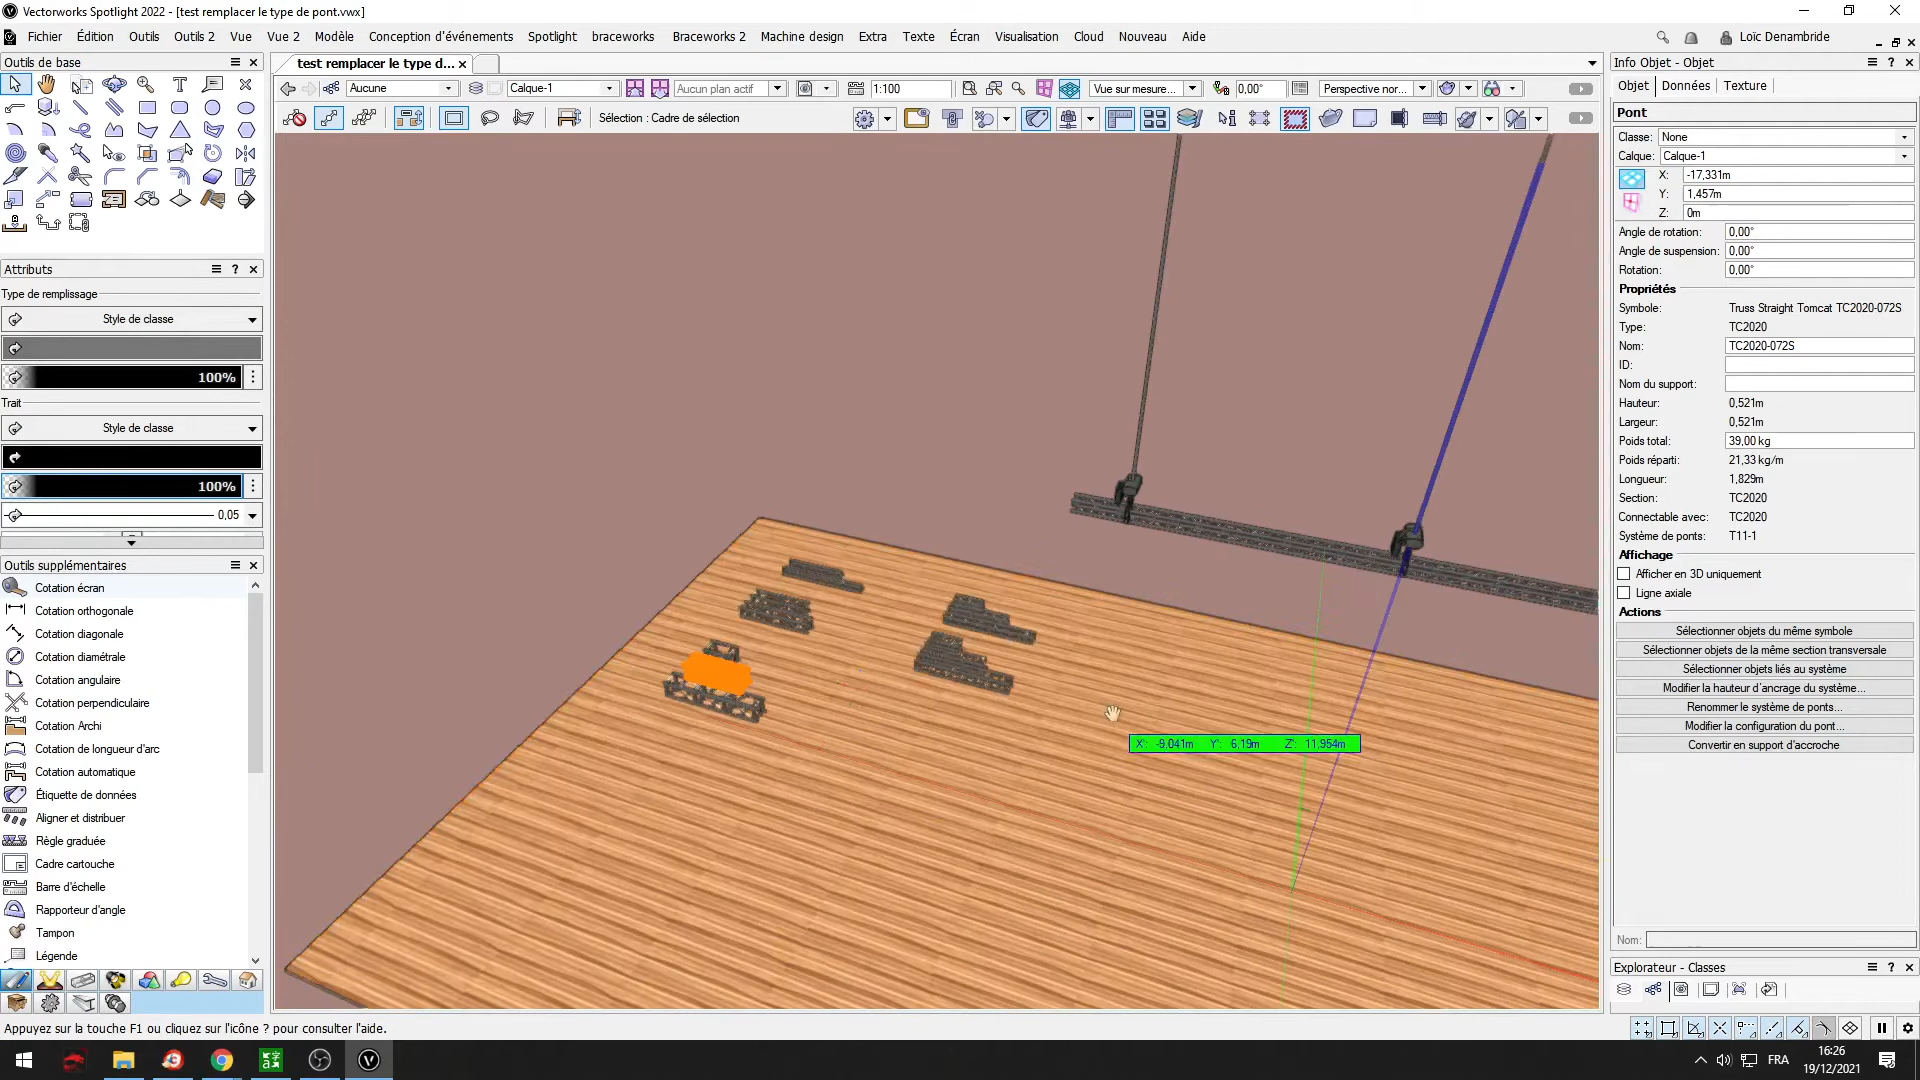 Vectorworks Spotlight 2022 - [test remplacer le type de pont.vwx]
Fichier Édition Outils Outils 2 Vue Vue 2 Modèle Conception d'événements Spotlight braceworks Braceworks 2 Machine design Extra Texte Écran Visualisation Cloud Nouveau Aide
Loïc Denambride
Outils de base
test remplacer le type d...
Aucune
Calque-1
Aucun plan actif
1:100
Vue sur mesure...
0,00°
Perspective nor...
Sélection : Cadre de sélection
Attributs
Type de remplissage
Style de classe
100%
Trait
Style de classe
100%
0,05
Outils supplémentaires
Cotation écran
Cotation orthogonale
Cotation diagonale
Cotation diamétrale
Cotation angulaire
Cotation perpendiculaire
Cotation Archi
Cotation de longueur d'arc
Cotation automatique
Étiquette de données
Aligner et distribuer
Règle graduée
Cadre cartouche
Barre d'échelle
Rapporteur d'angle
Tampon
Légende
X': -9,041m Y': 6,19m Z': 11,954m
Info Objet - Objet
Objet Données Texture
Pont
Classe: None
Calque: Calque-1
X: -17,331m
Y: 1,457m
Z: 0m
Angle de rotation: 0,00°
Angle de suspension: 0,00°
Rotation: 0,00°
Propriétés
Symbole: Truss Straight Tomcat TC2020-072S
Type: TC2020
Nom: TC2020-072S
ID:
Nom du support:
Hauteur: 0,521m
Largeur: 0,521m
Poids total: 39,00 kg
Poids réparti: 21,33 kg/m
Longueur: 1,829m
Section: TC2020
Connectable avec: TC2020
Système de ponts: T11-1
Affichage
Afficher en 3D uniquement
Ligne axiale
Actions
Sélectionner objets du même symbole
Sélectionner objets de la même section transversale
Sélectionner objets liés au système
Modifier la hauteur d'ancrage du système...
Renommer le système de ponts...
Modifier la configuration du pont...
Convertir en support d'accroche
Nom:
Explorateur - Classes
Appuyez sur la touche F1 ou cliquez sur l'icône ? pour consulter l'aide.
FRA
16:26
19/12/2021